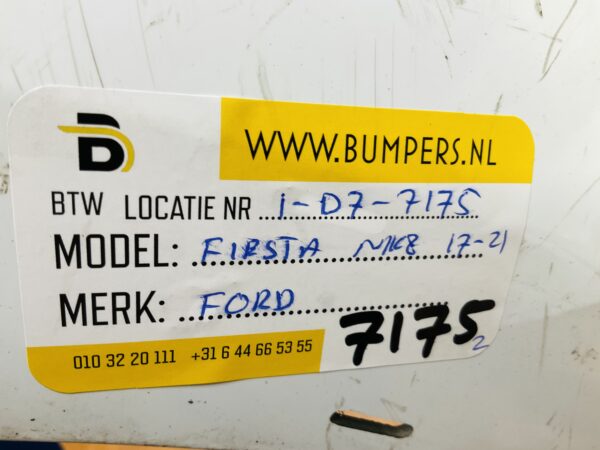 B
WWW.BUMPERS.NL
BTW LOCATIE NR 1-D7-7175
MODEL: FIESTA MK8 17-21
MERK: FORD
7175 2
010 32 20 111 +31 6 44 66 53 55